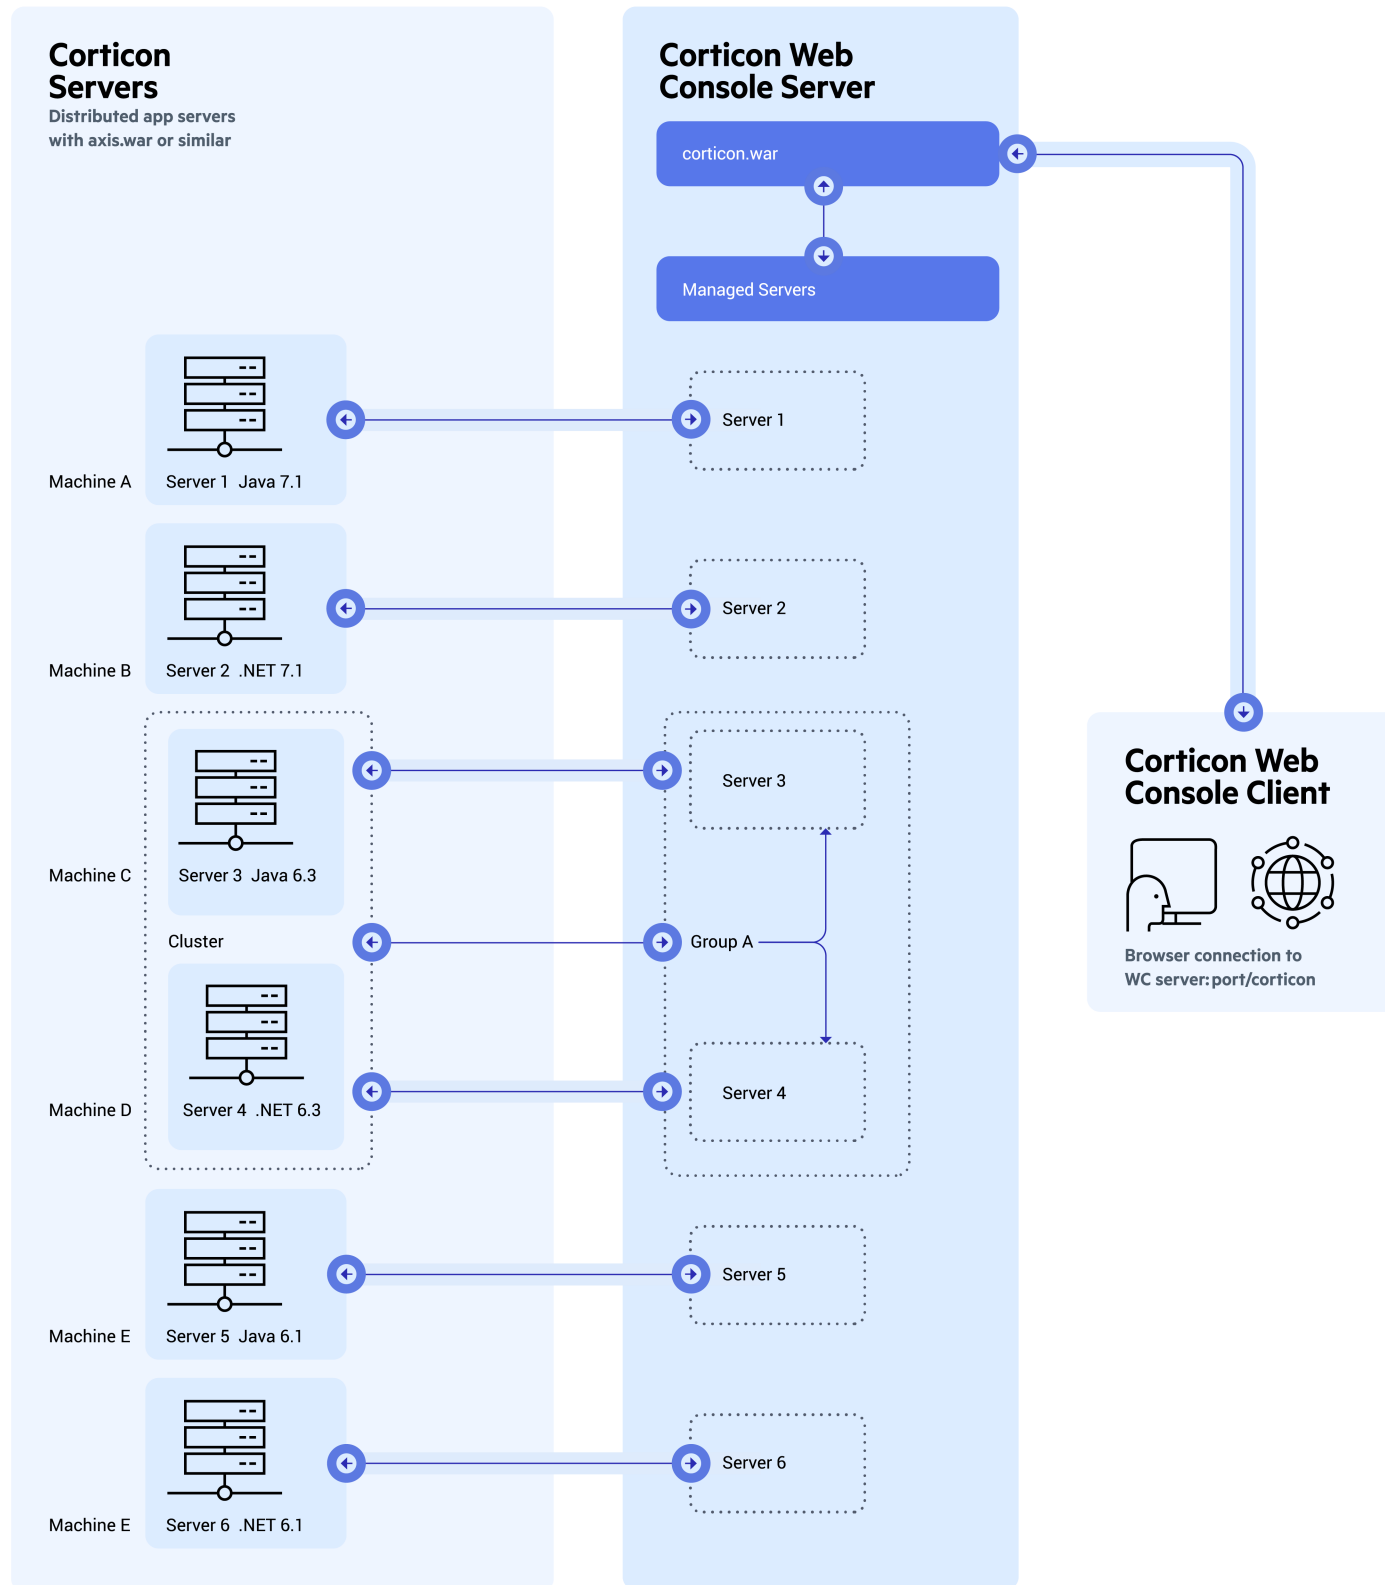 Corticon
Servers
Distributed app servers
with axis.war or similar
Corticon Web
Console Server
corticon.war
Managed Servers
Machine A
Server 1 Java 7.1
Server 1
Machine B
Server 2 .NET 7.1
Server 2
Machine C
Server 3 Java 6.3
Server 3
Cluster
Group A
Machine D
Server 4 .NET 6.3
Server 4
Machine E
Server 5 Java 6.1
Server 5
Machine E
Server 6 .NET 6.1
Server 6
Corticon Web
Console Client
Browser connection to
WC server:port/corticon